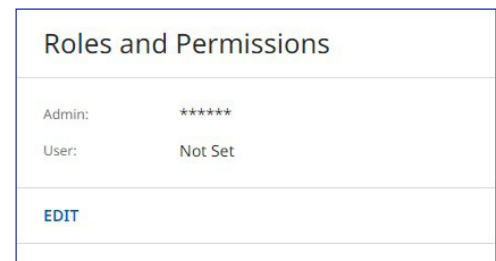 Roles and Permissions
Admin: ******
User: Not Set
EDIT